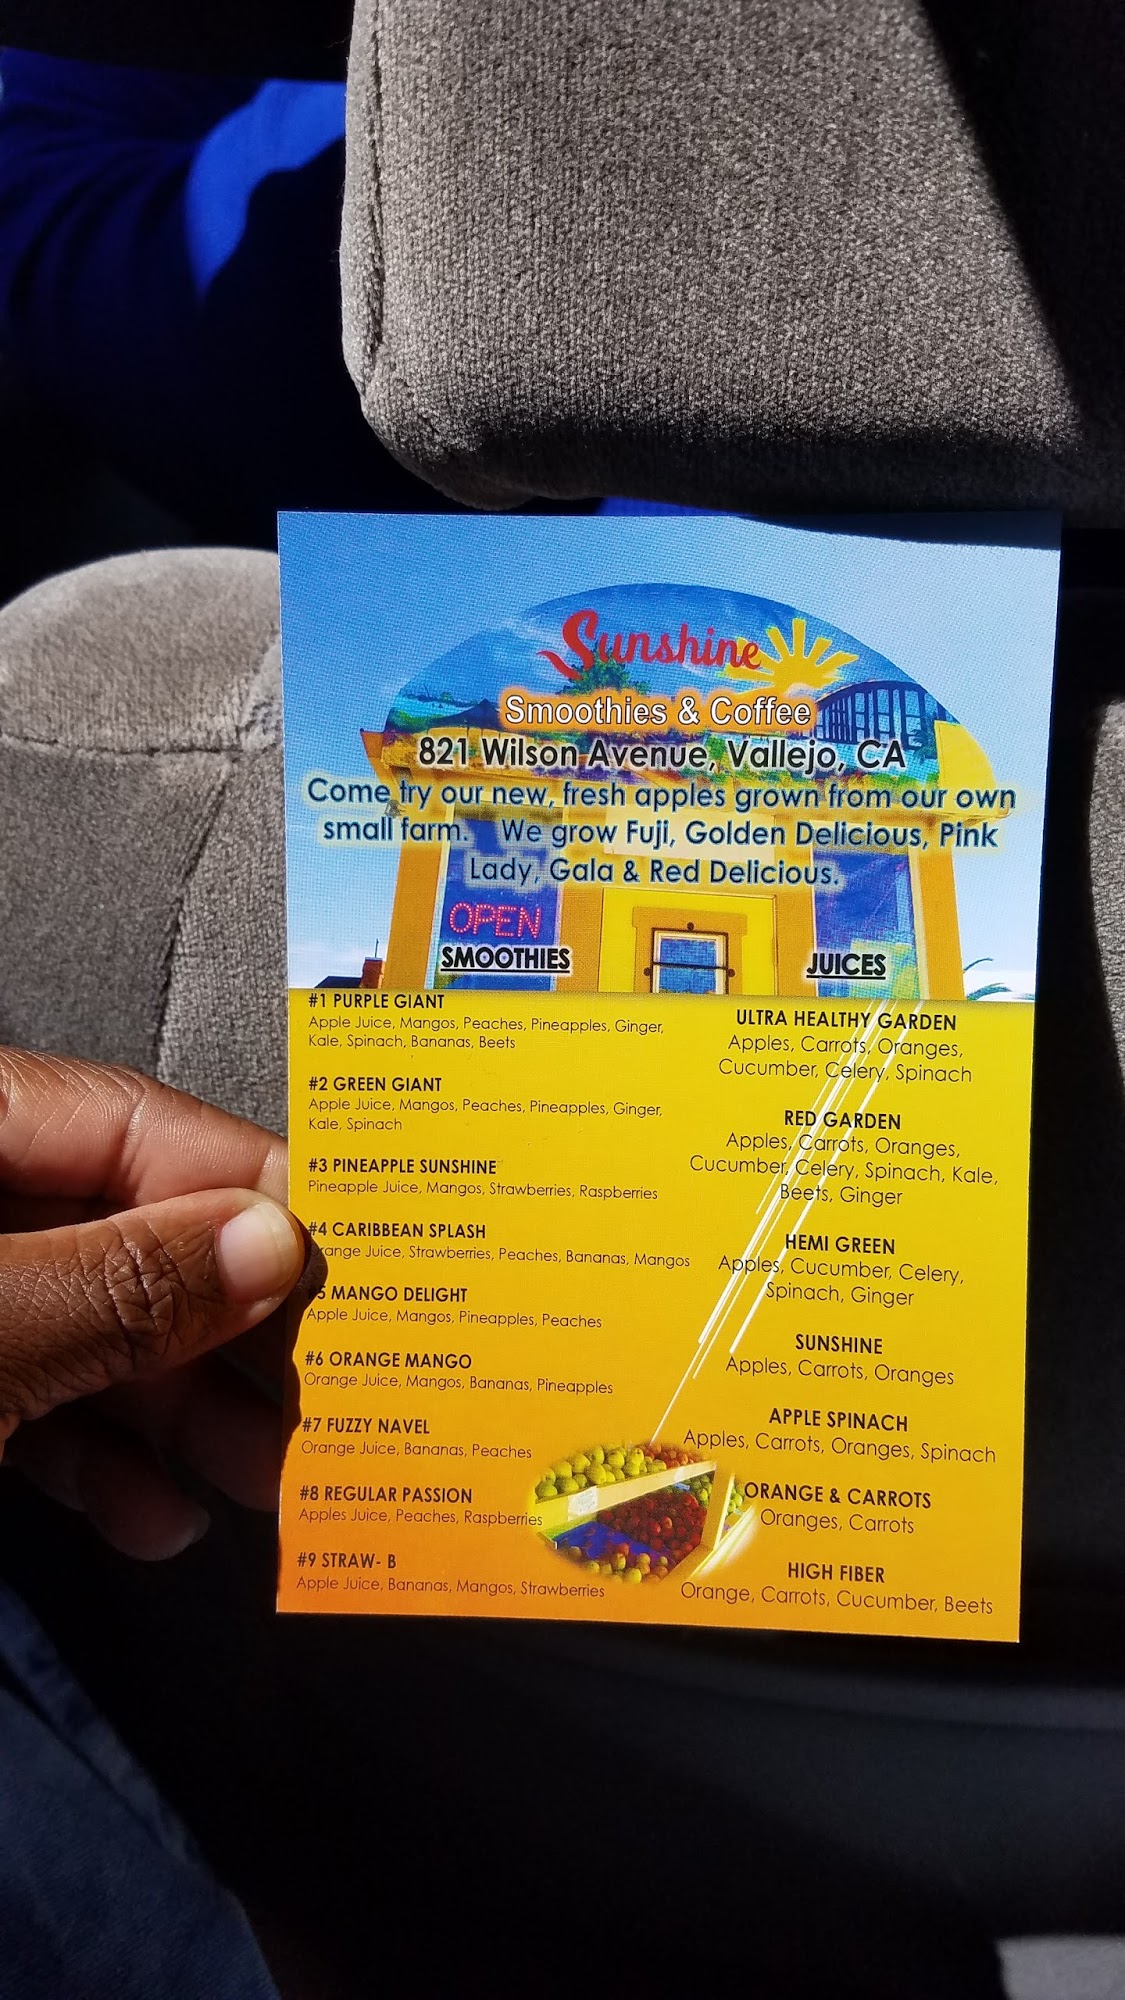 Sunshine
Smoothies & Coffee
821 Wilson Avenue, Vallejo, CA
Come try our new, fresh apples grown from our own
small farm. We grow Fuji, Golden Delicious, Pink
Lady, Gala & Red Delicious.
OPEN
SMOOTHIES
#1 PURPLE GIANT
Apple Juice, Mangos, Peaches, Pineapples, Ginger,
Kale, Spinach, Bananas, Beets
#2 GREEN GIANT
Apple Juice, Mangos, Peaches, Pineapples, Ginger,
Kale, Spinach
#3 PINEAPPLE SUNSHINE
Pineapple Juice, Mangos, Strawberries, Raspberries
#4 CARIBBEAN SPLASH
Orange Juice, Strawberries, Peaches, Bananas, Mangos
#5 MANGO DELIGHT
Apple Juice, Mangos, Pineapples, Peaches
#6 ORANGE MANGO
Orange Juice, Mangos, Bananas, Pineapples
#7 FUZZY NAVEL
Orange Juice, Bananas, Peaches
#8 REGULAR PASSION
Apples Juice, Peaches, Raspberries
#9 STRAW- B
Apple Juice, Bananas, Mangos, Strawberries
JUICES
ULTRA HEALTHY GARDEN
Apples, Carrots, Oranges,
Cucumber, Celery, Spinach
RED GARDEN
Apples, Carrots, Oranges,
Cucumber, Celery, Spinach, Kale,
Beets, Ginger
HEMI GREEN
Apples, Cucumber, Celery,
Spinach, Ginger
SUNSHINE
Apples, Carrots, Oranges
APPLE SPINACH
Apples, Carrots, Oranges, Spinach
ORANGE & CARROTS
Oranges, Carrots
HIGH FIBER
Orange, Carrots, Cucumber, Beets